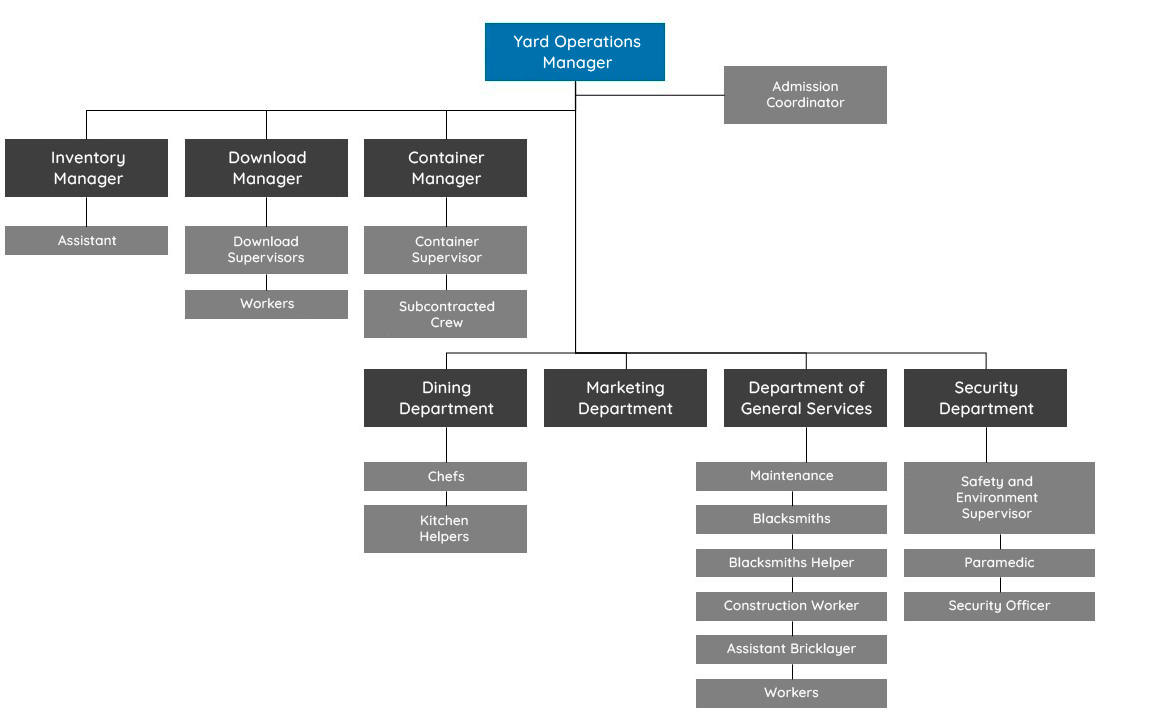 Yard Operations
Manager
Admission
Coordinator
Inventory
Manager
Download
Manager
Container
Manager
Assistant
Download
Supervisors
Workers
Container
Supervisor
Subcontracted
Crew
Dining
Department
Marketing
Department
Department of
General Services
Security
Department
Chefs
Kitchen
Helpers
Maintenance
Blacksmiths
Blacksmiths Helper
Construction Worker
Assistant Bricklayer
Workers
Safety and
Environment
Supervisor
Paramedic
Security Officer